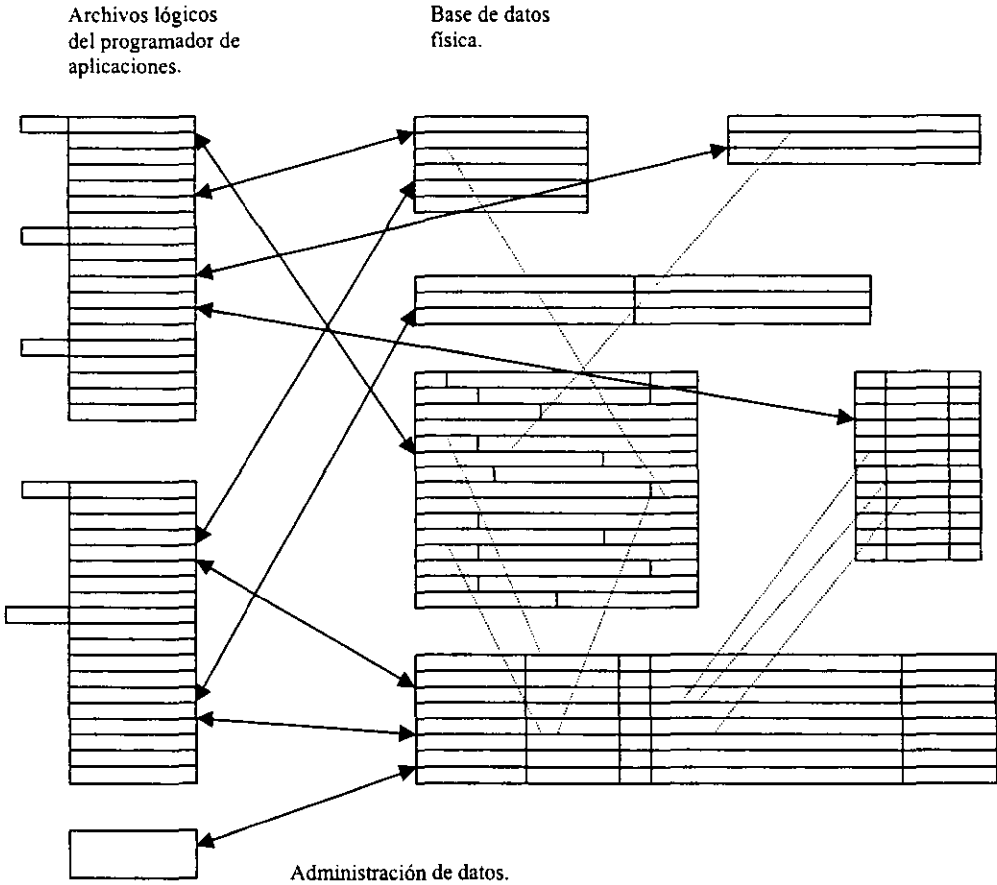 Archivos lógicos
del programador de
aplicaciones.
Base de datos
física.
Administración de datos.